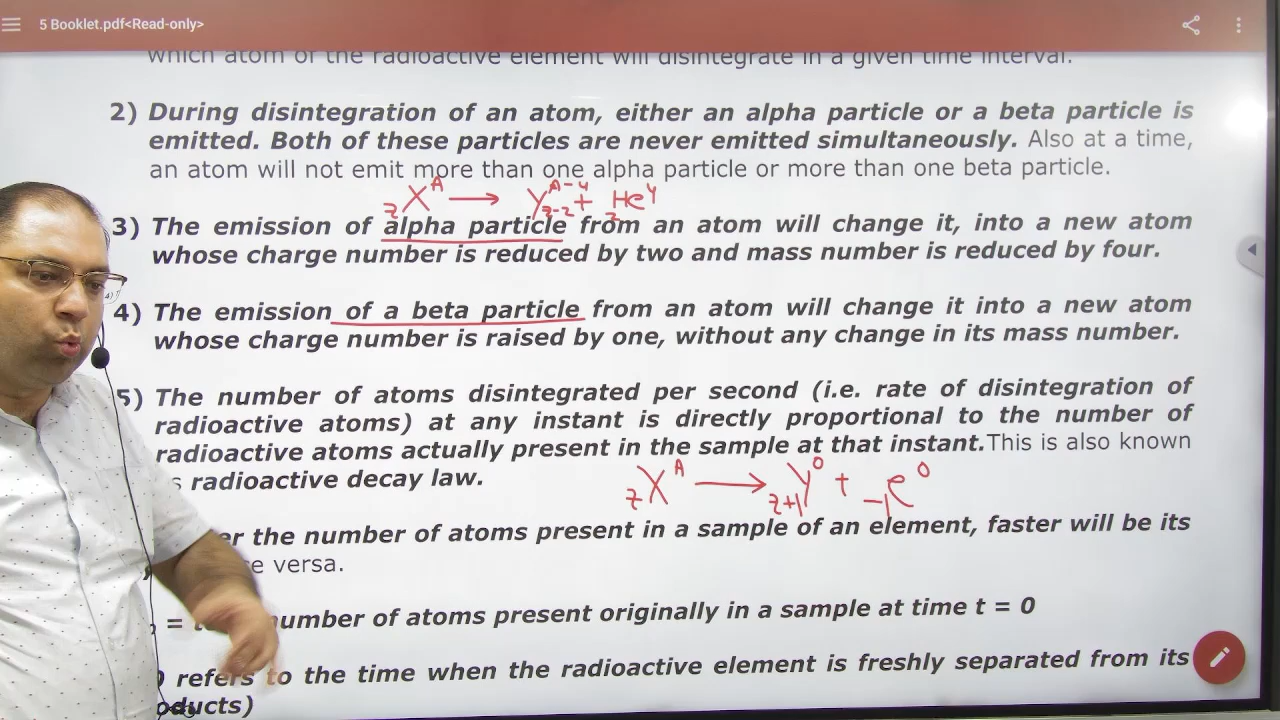 5 Booklet.pdf<Read-only>
which atom of the radioactive element will disintegrate in a given time interval.
2) During disintegration of an atom, either an alpha particle or a beta particle is
emitted. Both of these particles are never emitted simultaneously. Also at a time,
an atom will not emit more than one alpha particle or more than one beta particle.
zX^A → Y_{z-2}^{A-4} + 2He^4
3) The emission of alpha particle from an atom will change it, into a new atom
whose charge number is reduced by two and mass number is reduced by four.
4) The emission of a beta particle from an atom will change it into a new atom
whose charge number is raised by one, without any change in its mass number.
5) The number of atoms disintegrated per second (i.e. rate of disintegration of
radioactive atoms) at any instant is directly proportional to the number of
radioactive atoms actually present in the sample at that instant. This is also known
s radioactive decay law.
zX^A → z+1Y^0 + -1e^0
er the number of atoms present in a sample of an element, faster will be its
e versa.
= umber of atoms present originally in a sample at time t = 0
refers to the time when the radioactive element is freshly separated from its
oducts)